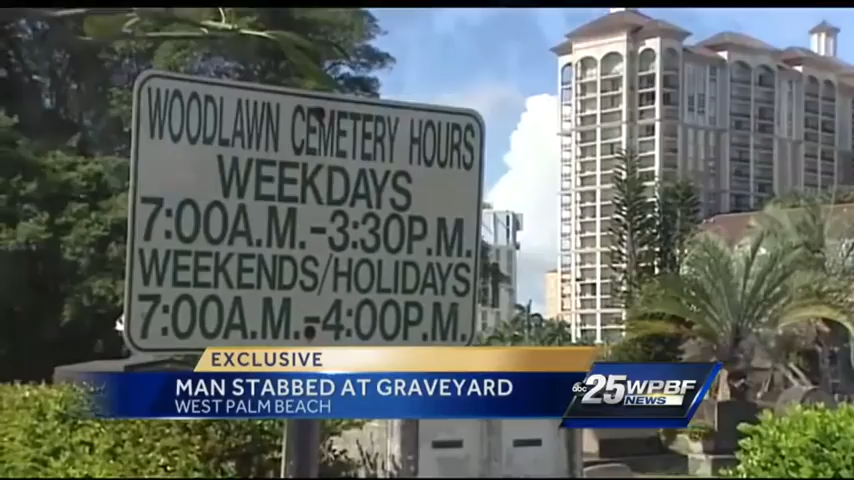 WOODLAWN CEMETERY HOURS
WEEKDAYS
7:00A.M.-3:30P.M.
WEEKENDS/HOLIDAYS
7:00A.M.-4:00P.M.
EXCLUSIVE
MAN STABBED AT GRAVEYARD
WEST PALM BEACH
abc 25 WPBF
NEWS